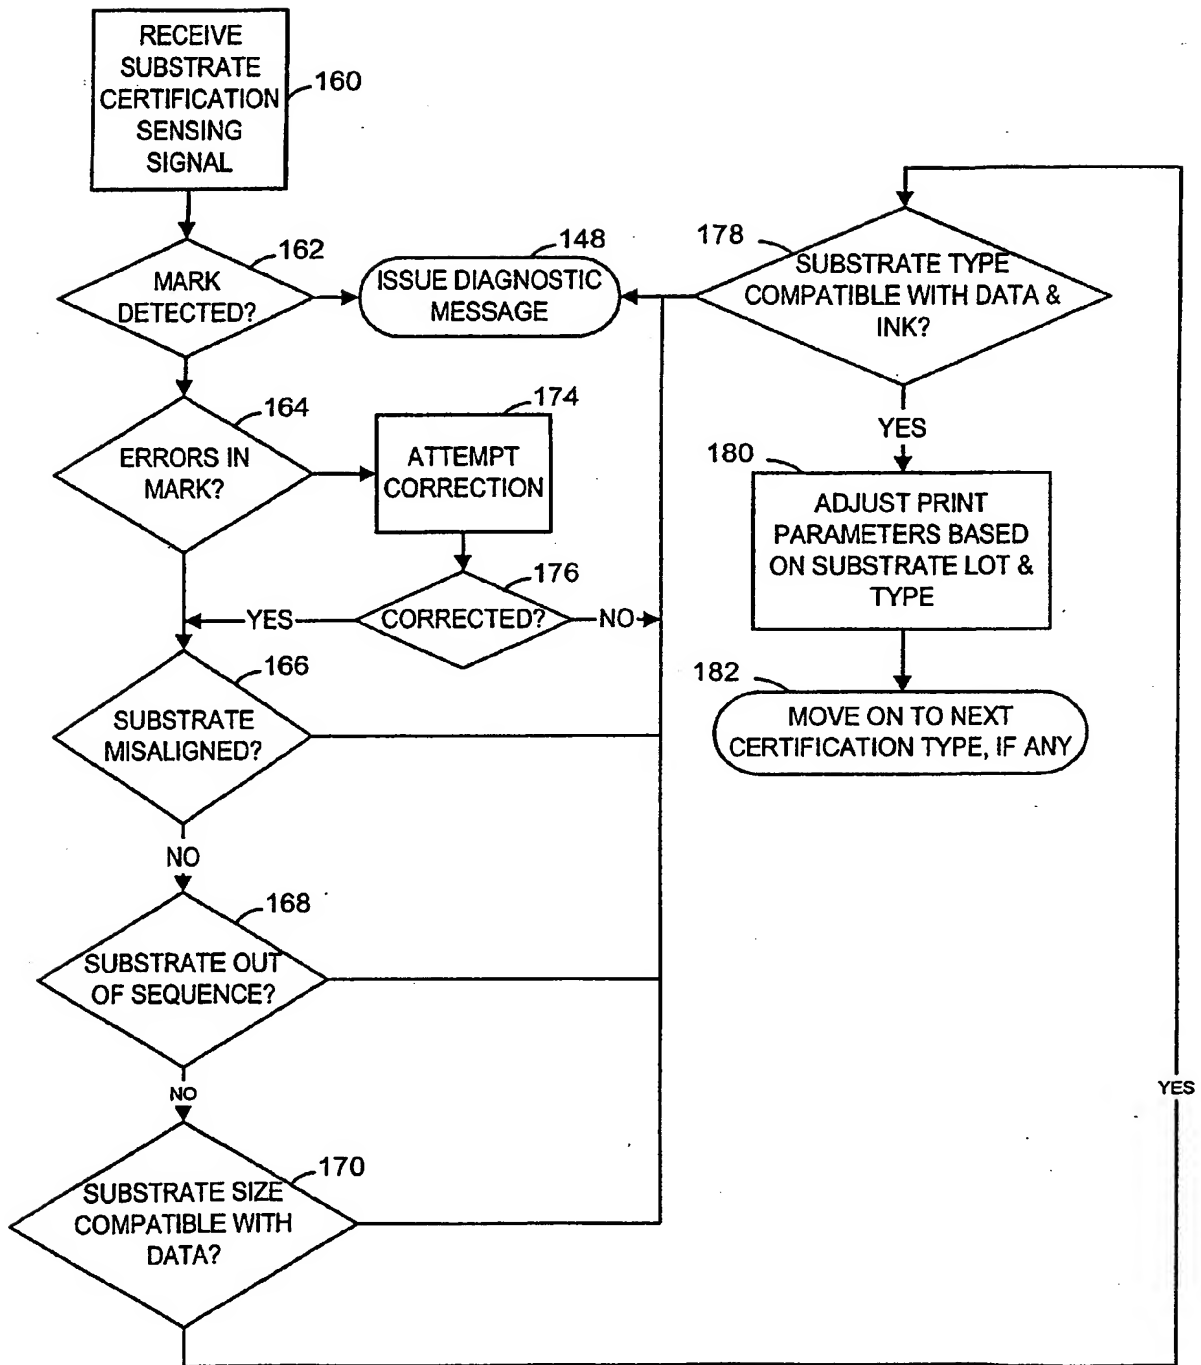 RECEIVE
SUBSTRATE
CERTIFICATION
SENSING
SIGNAL
160
MARK
DETECTED?
162
ISSUE DIAGNOSTIC
MESSAGE
148
SUBSTRATE TYPE
COMPATIBLE WITH DATA &
INK?
178
ERRORS IN
MARK?
164
ATTEMPT
CORRECTION
174
YES
180
ADJUST PRINT
PARAMETERS BASED
ON SUBSTRATE LOT &
TYPE
CORRECTED?
176
YES
NO
SUBSTRATE
MISALIGNED?
166
182
MOVE ON TO NEXT
CERTIFICATION TYPE, IF ANY
NO
SUBSTRATE OUT
OF SEQUENCE?
168
NO
YES
SUBSTRATE SIZE
COMPATIBLE WITH
DATA?
170